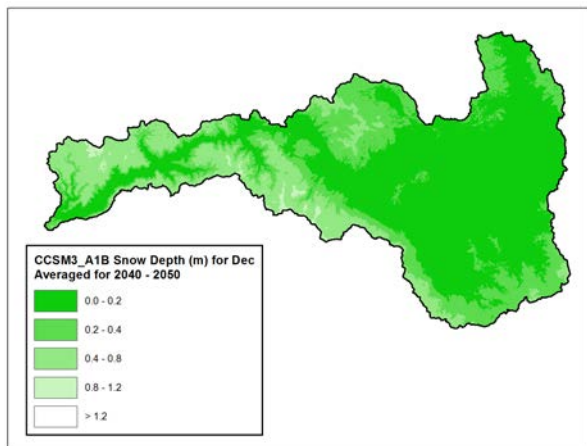 CCSM3_A1B Snow Depth (m) for Dec
Averaged for 2040 - 2050
0.0 - 0.2
0.2 - 0.4
0.4 - 0.8
0.8 - 1.2
> 1.2